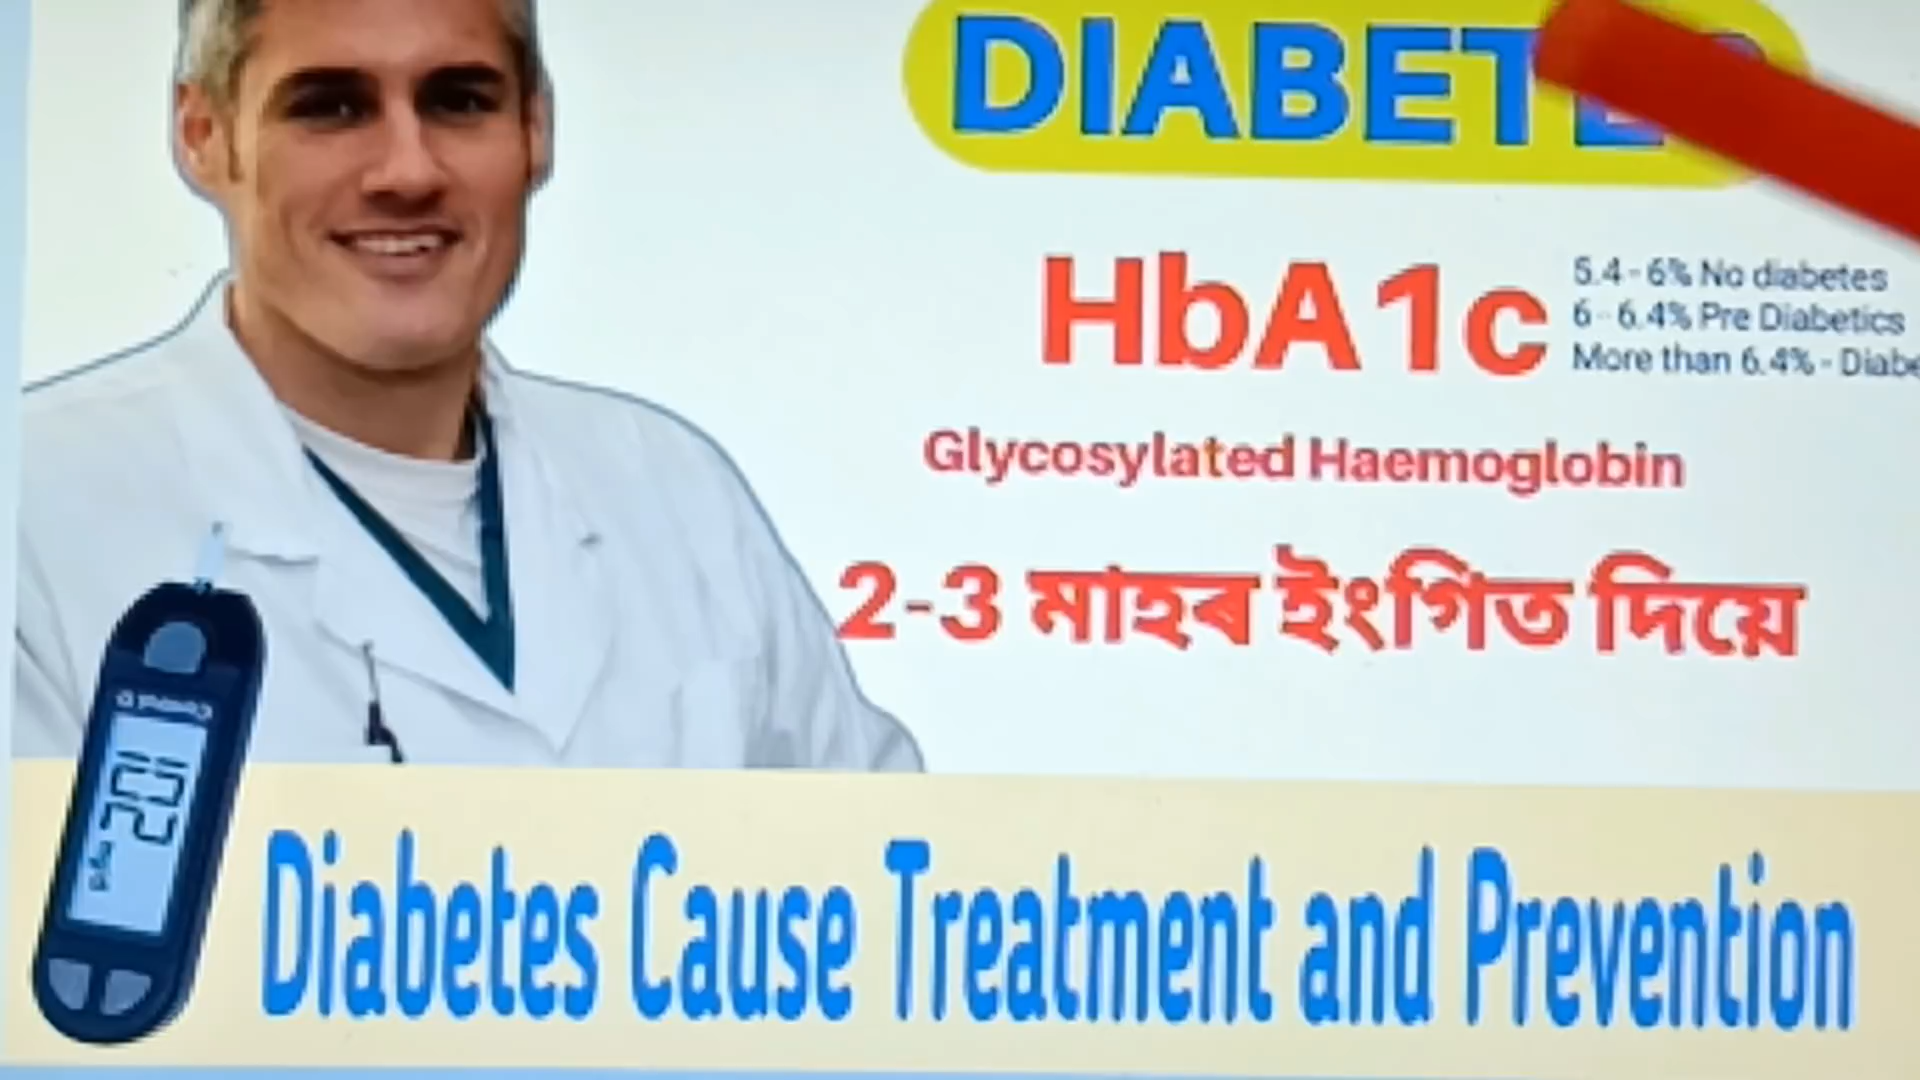 DIABETES
HbA1c
5.4-6% No diabetes
6-6.4% Pre Diabetics
More than 6.4% - Diabe
Glycosylated Haemoglobin
2-3 মাহৰ ইংগিত দিয়ে
Diabetes Cause Treatment and Prevention